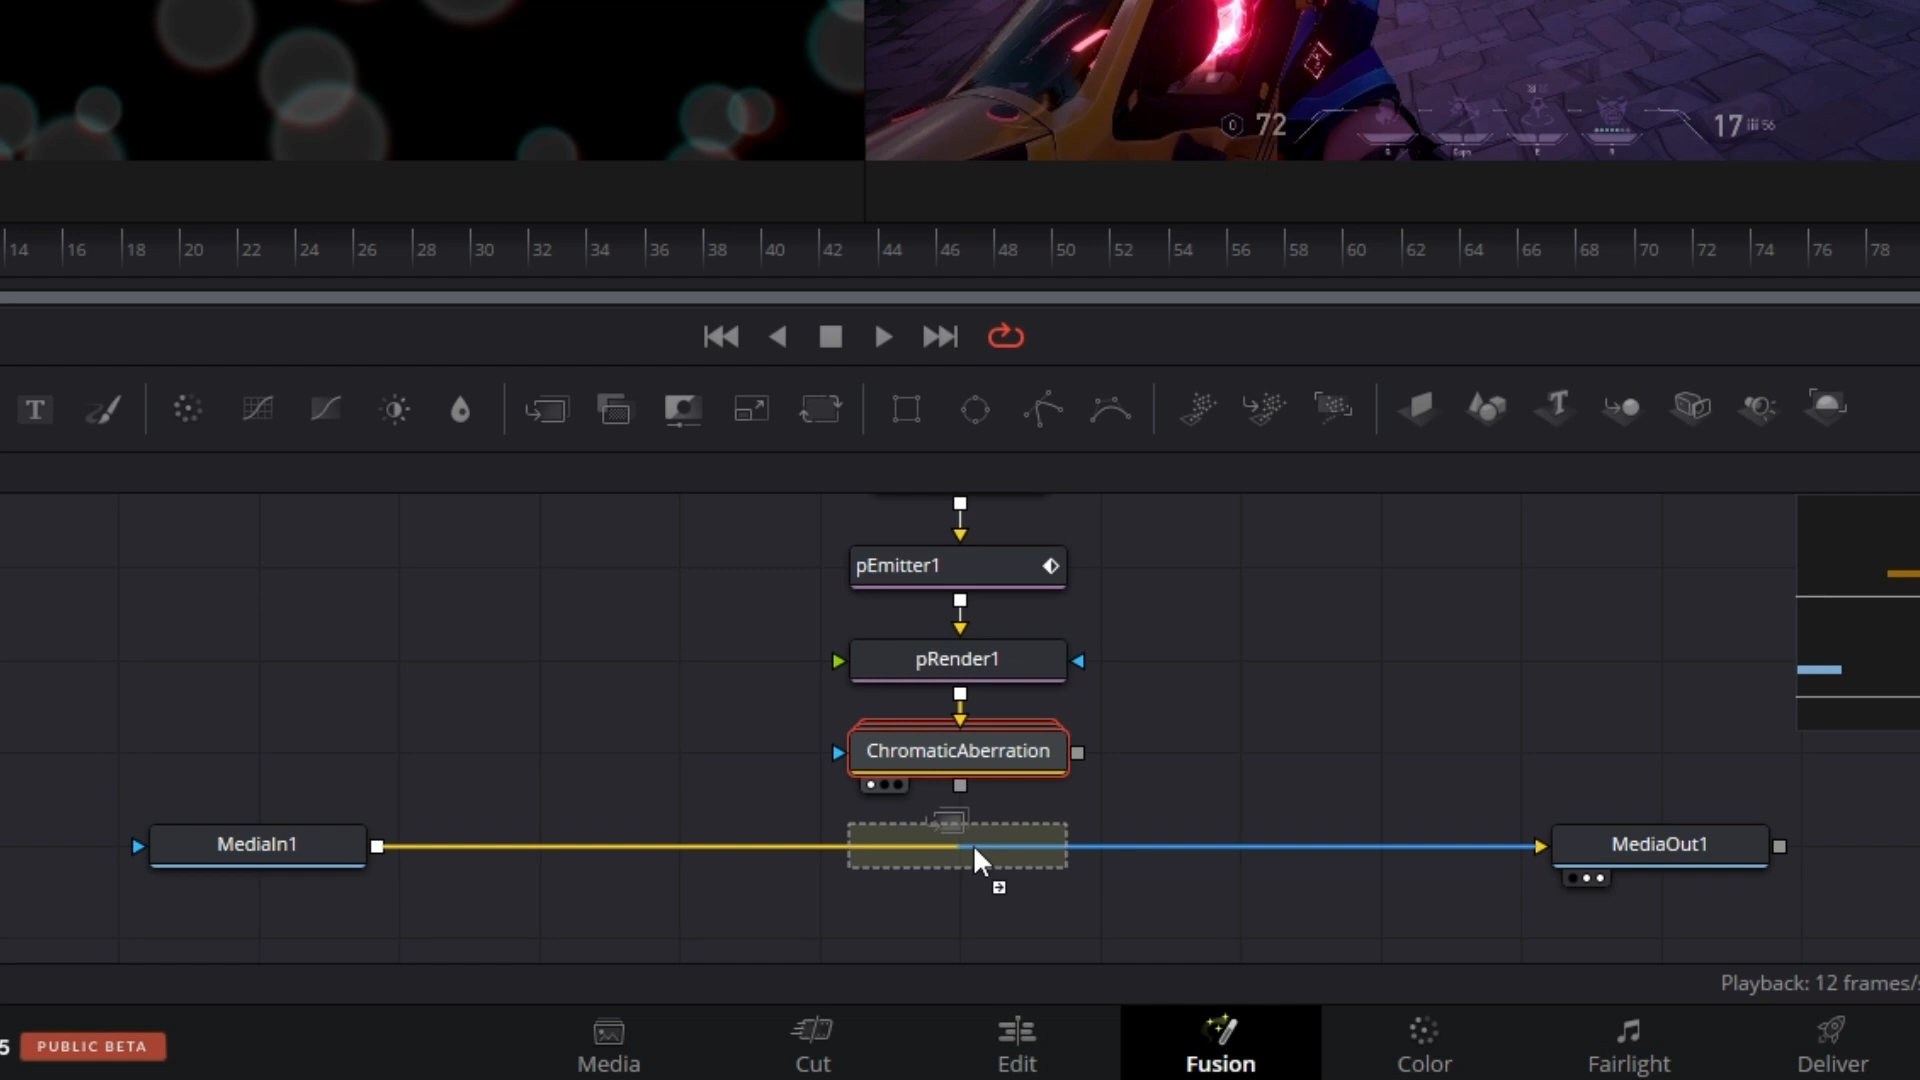 72
17
56
14 16 18 20 22 24 26 28 30 32 34 36 38 40 42 44 46 48 50 52 54 56 58 60 62 64 66 68 70 72 74 76 78
T
pEmitter1
pRender1
ChromaticAberration
MediaIn1
MediaOut1
Playback: 12 frames/s
5 PUBLIC BETA
Media Cut Edit Fusion Color Fairlight Deliver